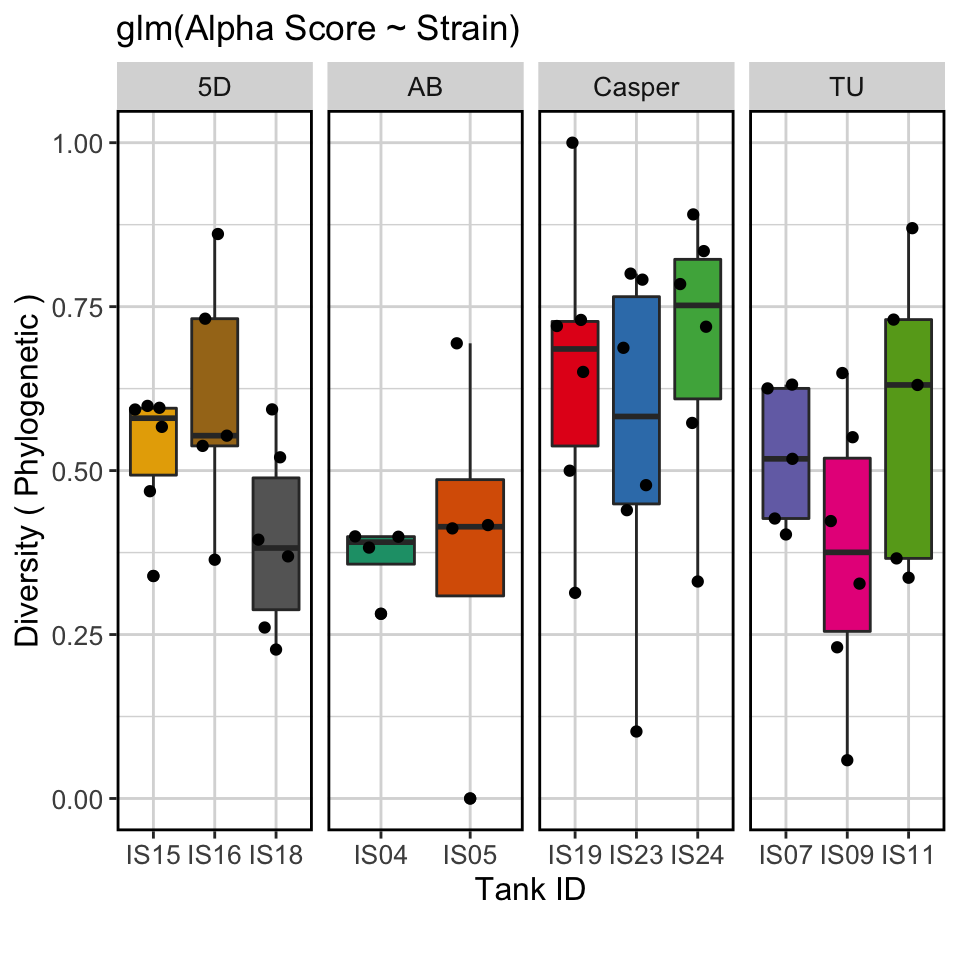 glm(Alpha Score ~ Strain)
5D AB Casper TU
Diversity ( Phylogenetic )
1.00
0.75
0.50
0.25
0.00
IS15 IS16 IS18 IS04 IS05 IS19 IS23 IS24 IS07 IS09 IS11
Tank ID